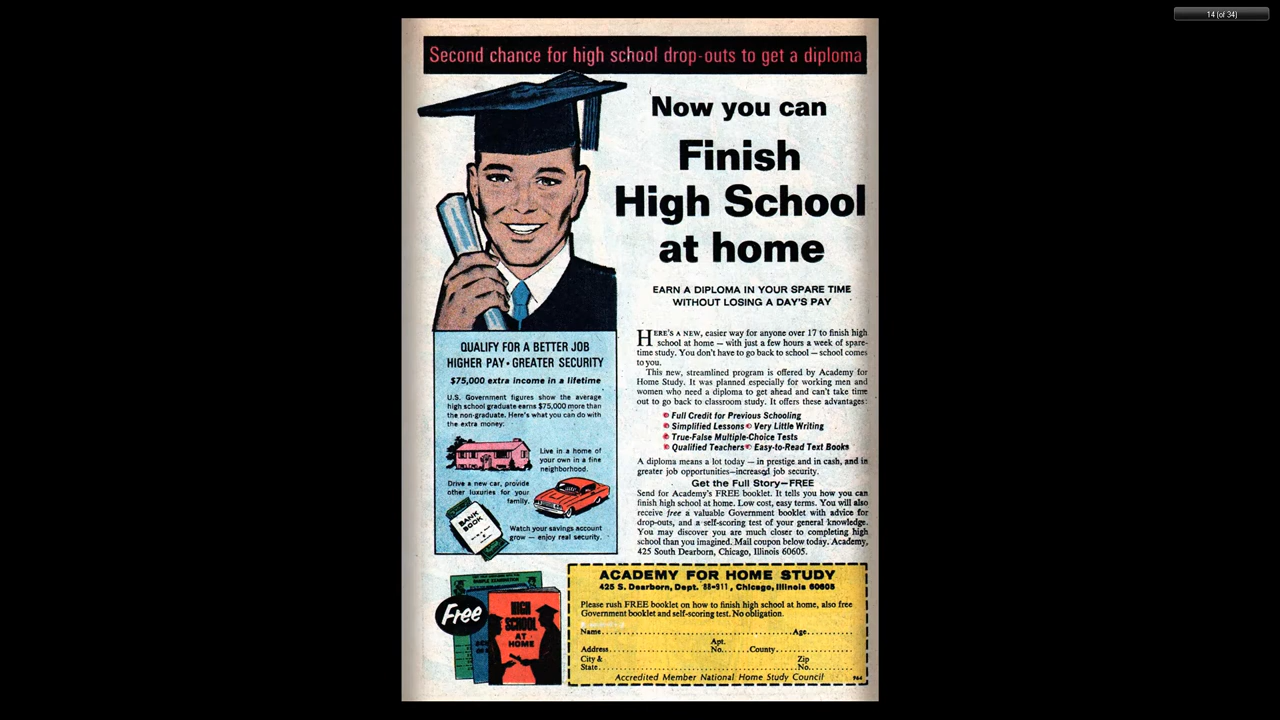 14 (of 34)
Second chance for high school drop-outs to get a diploma
Now you can
Finish
High School
at home
EARN A DIPLOMA IN YOUR SPARE TIME
WITHOUT LOSING A DAY'S PAY
HERE'S A NEW, easier way for anyone over 17 to finish high
school at home — with just a few hours a week of spare-
time study. You don't have to go back to school — school comes
to you.
This new, streamlined program is offered by Academy for
Home Study. It was planned especially for working men and
women who need a diploma to get ahead and can't take time
out to go back to classroom study. It offers these advantages:
Full Credit for Previous Schooling
Simplified Lessons Very Little Writing
True-False Multiple-Choice Tests
Qualified Teachers Easy-to-Read Text Books
A diploma means a lot today — in prestige and in cash, and in
greater job opportunities—increased job security.
Get the Full Story—FREE
Send for Academy's FREE booklet. It tells you how you can
finish high school at home. Low cost, easy terms. You will also
receive free a valuable Government booklet with advice for
drop-outs, and a self-scoring test of your general knowledge.
You may discover you are much closer to completing high
school than you imagined. Mail coupon below today. Academy,
425 South Dearborn, Chicago, Illinois 60605.
QUALIFY FOR A BETTER JOB
HIGHER PAY • GREATER SECURITY
$75,000 extra income in a lifetime
U.S. Government figures show the average
high school graduate earns $75,000 more than
the non-graduate. Here's what you can do with
the extra money:
Live in a home of
your own in a fine
neighborhood.
Drive a new car, provide
other luxuries for your
family.
BANK
BOOK
Watch your savings account
grow — enjoy real security.
Free
HIGH
SCHOOL
AT
HOME
ACADEMY FOR HOME STUDY
425 S. Dearborn, Dept. 88-911, Chicago, Illinois 60605
Please rush FREE booklet on how to finish high school at home, also free
Government booklet and self-scoring test. No obligation.
Name Age
Apt.
Address No. County
City & Zip
State No.
Accredited Member National Home Study Council